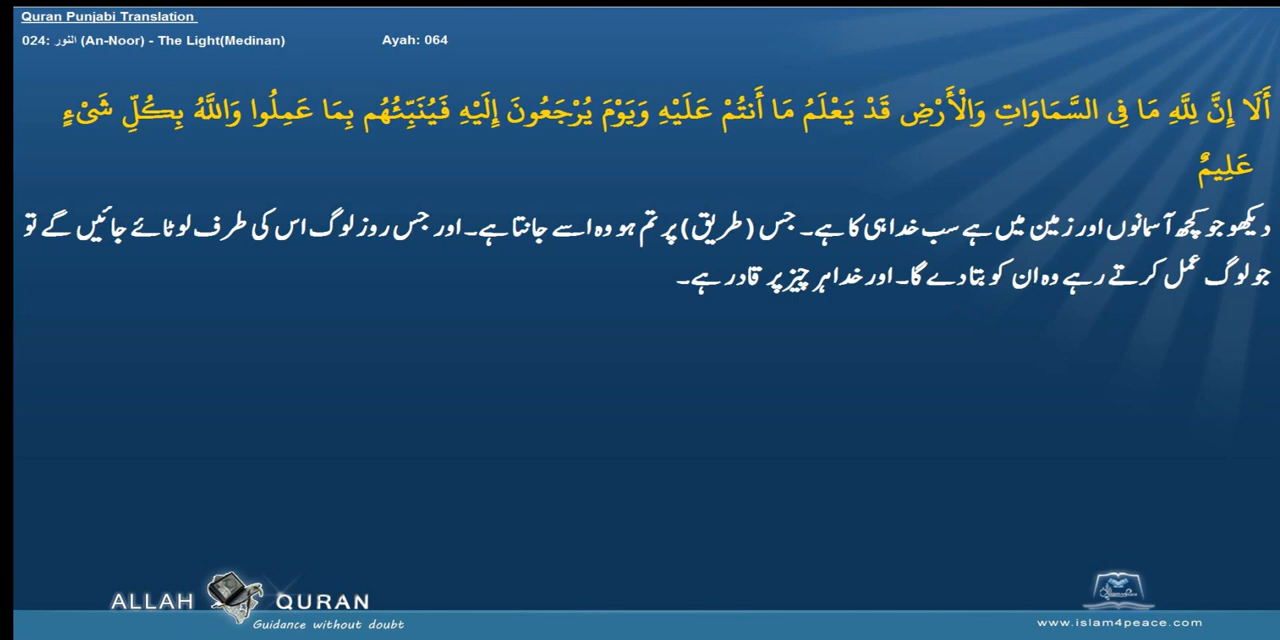 Quran Punjabi Translation
024: النور (An-Noor) - The Light(Medinan) Ayah: 064
أَلَا إِنَّ لِلَّهِ مَا فِى السَّمَاوَاتِ وَالْأَرْضِ قَدْ يَعْلَمُ مَا أَنتُمْ عَلَيْهِ وَيَوْمَ يُرْجَعُونَ إِلَيْهِ فَيُنَبِّئُهُم بِمَا عَمِلُوا وَاللَّهُ بِكُلِّ شَىْءٍ
عَلِيمٌ
دیکھو جو کچھ آسمانوں اور زمین میں ہے سب خدا ہی کا ہے۔ جس (طریق) پر تم ہو وہ اسے جانتا ہے۔ اور جس روز لوگ اس کی طرف لوٹائے جائیں گے تو
جو لوگ عمل کرتے رہے وہ ان کو بتا دے گا۔ اور خدا ہر چیز پر قادر ہے۔
ALLAH QURAN
Guidance without doubt
www.islam4peace.com